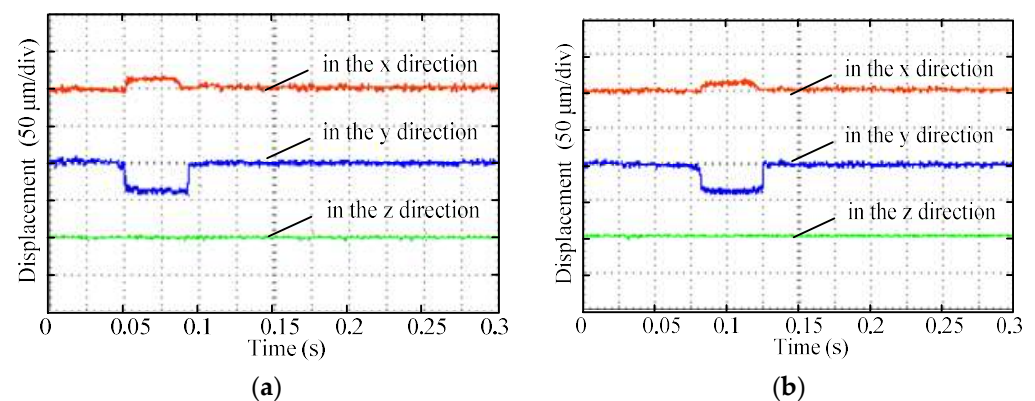 (a)
Displacement (50 μm/div)
in the x direction
in the y direction
in the z direction
0 0.05 0.1 0.15 0.2 0.25 0.3
Time (s)
(b)
Displacement (50 μm/div)
in the x direction
in the y direction
in the z direction
0 0.05 0.1 0.15 0.2 0.25 0.3
Time (s)